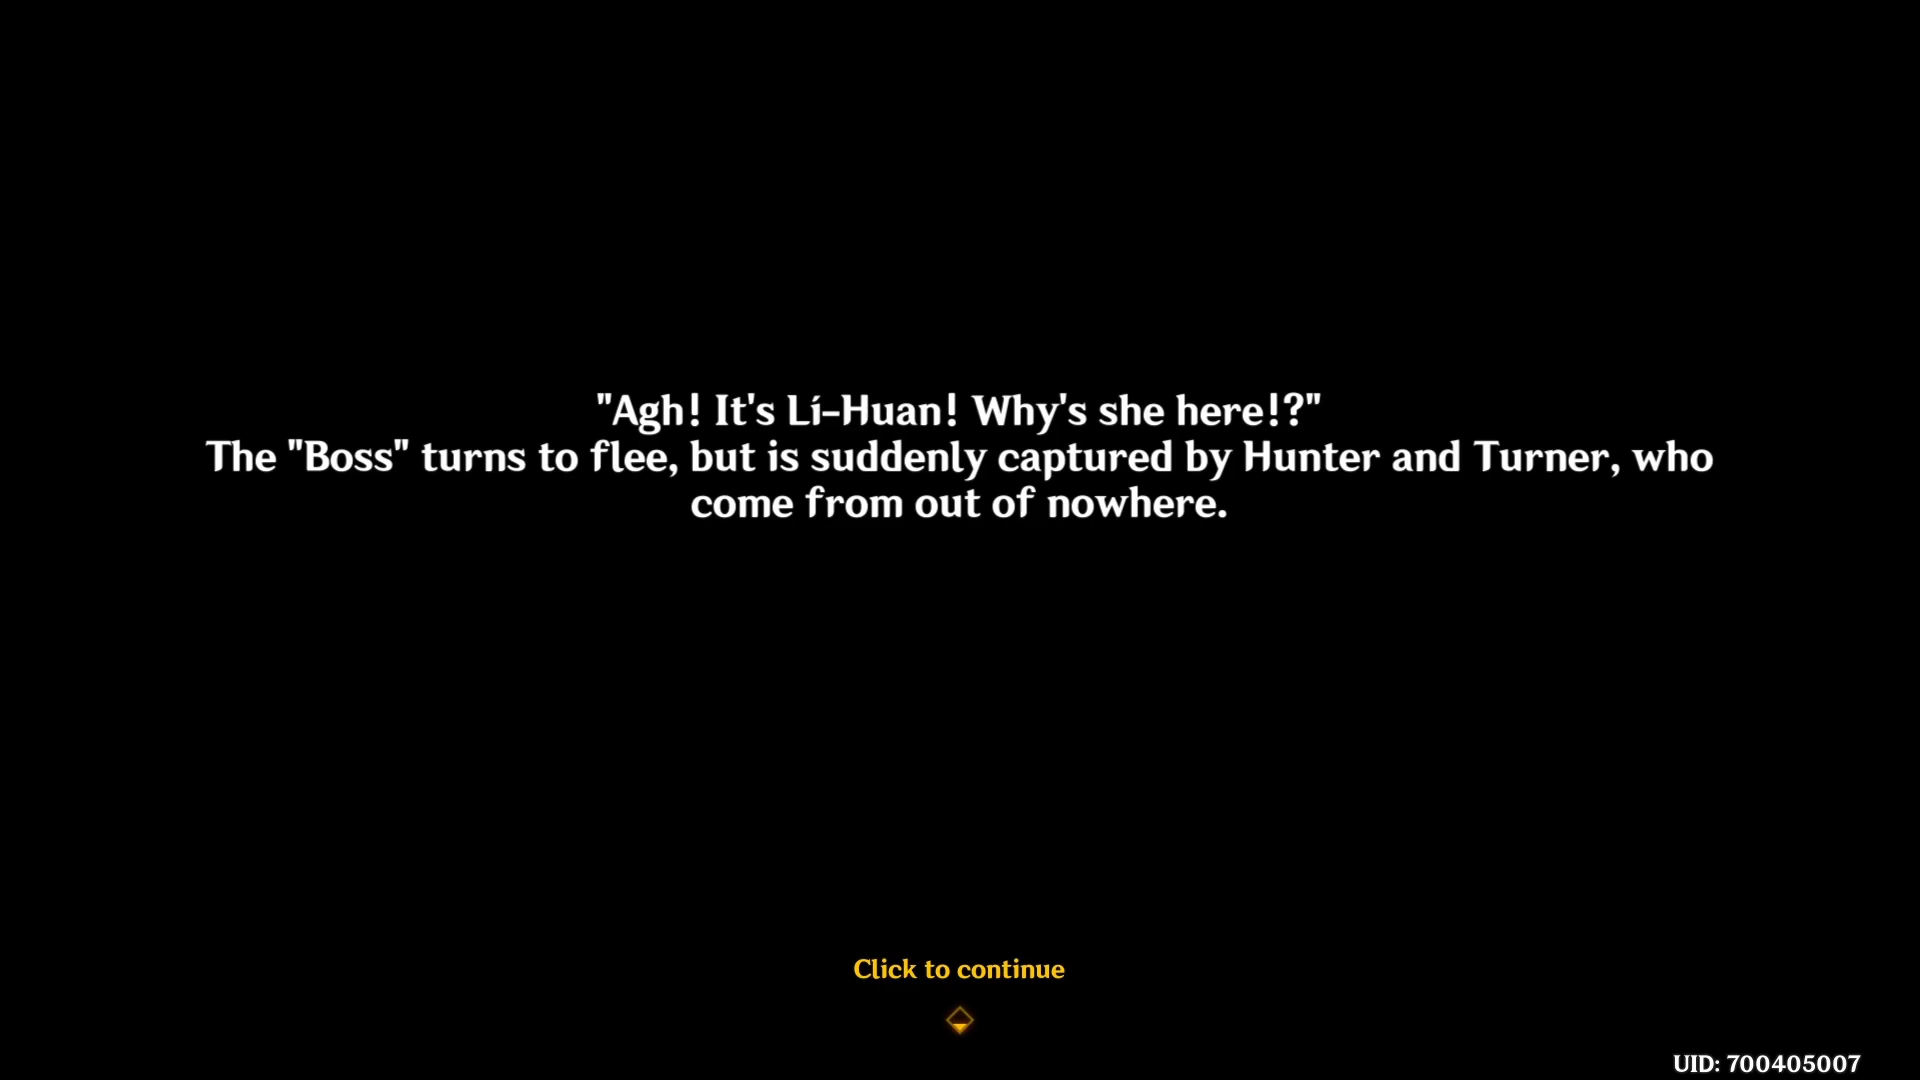 "Agh! It's Lí-Huan! Why's she here!?"
The "Boss" turns to flee, but is suddenly captured by Hunter and Turner, who
come from out of nowhere.
Click to continue
UID: 700405007